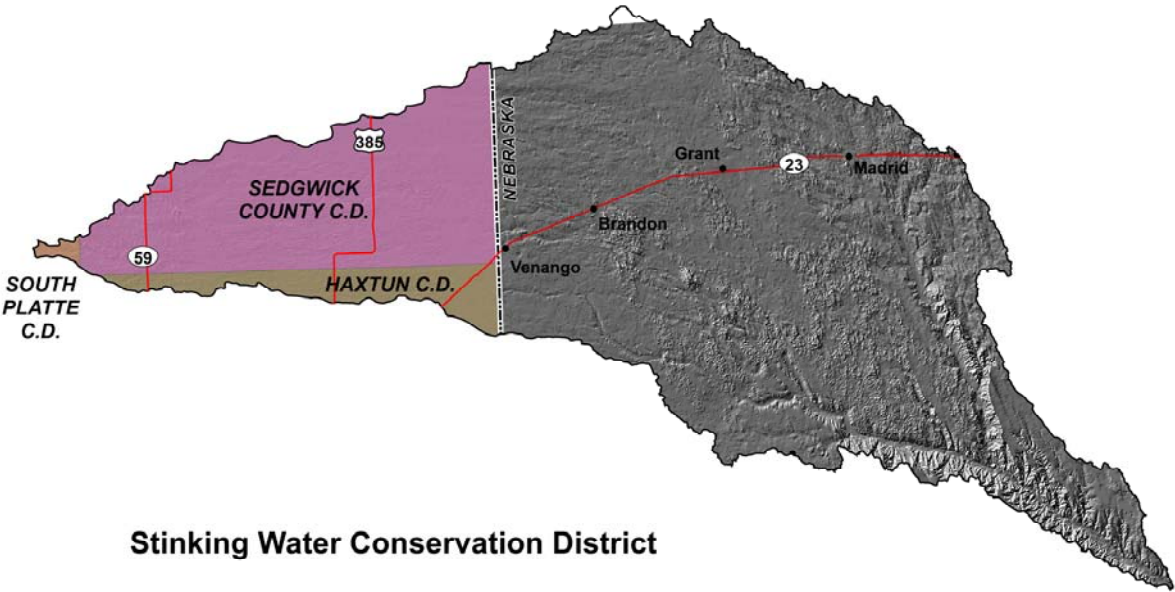 385
SEDGWICK
COUNTY C.D.
59
SOUTH
PLATTE
C.D.
HAXTUN C.D.
NEBRASKA
Grant
23
Madrid
Brandon
Venango
Stinking Water Conservation District